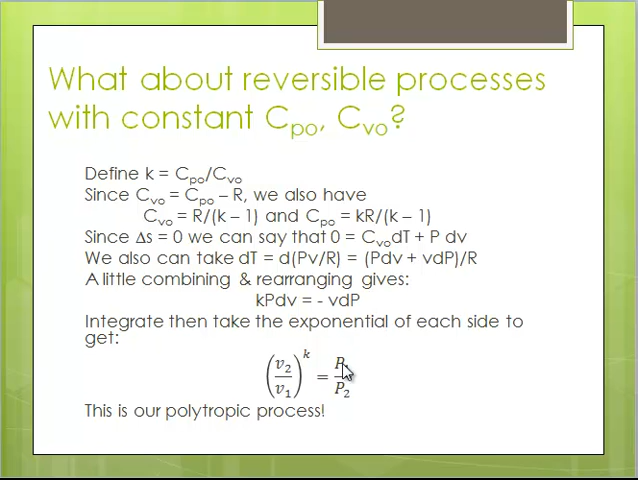 What about reversible processes
with constant Cpo, Cvo?
Define k = Cpo/Cvo
Since Cvo = Cpo – R, we also have
Cvo = R/(k – 1) and Cpo = kR/(k – 1)
Since Δs = 0 we can say that 0 = CvodT + P dv
We also can take dT = d(Pv/R) = (Pdv + vdP)/R
A little combining & rearranging gives:
kPdv = - vdP
Integrate then take the exponential of each side to
get:
(v2/v1)^k = P/P2
This is our polytropic process!